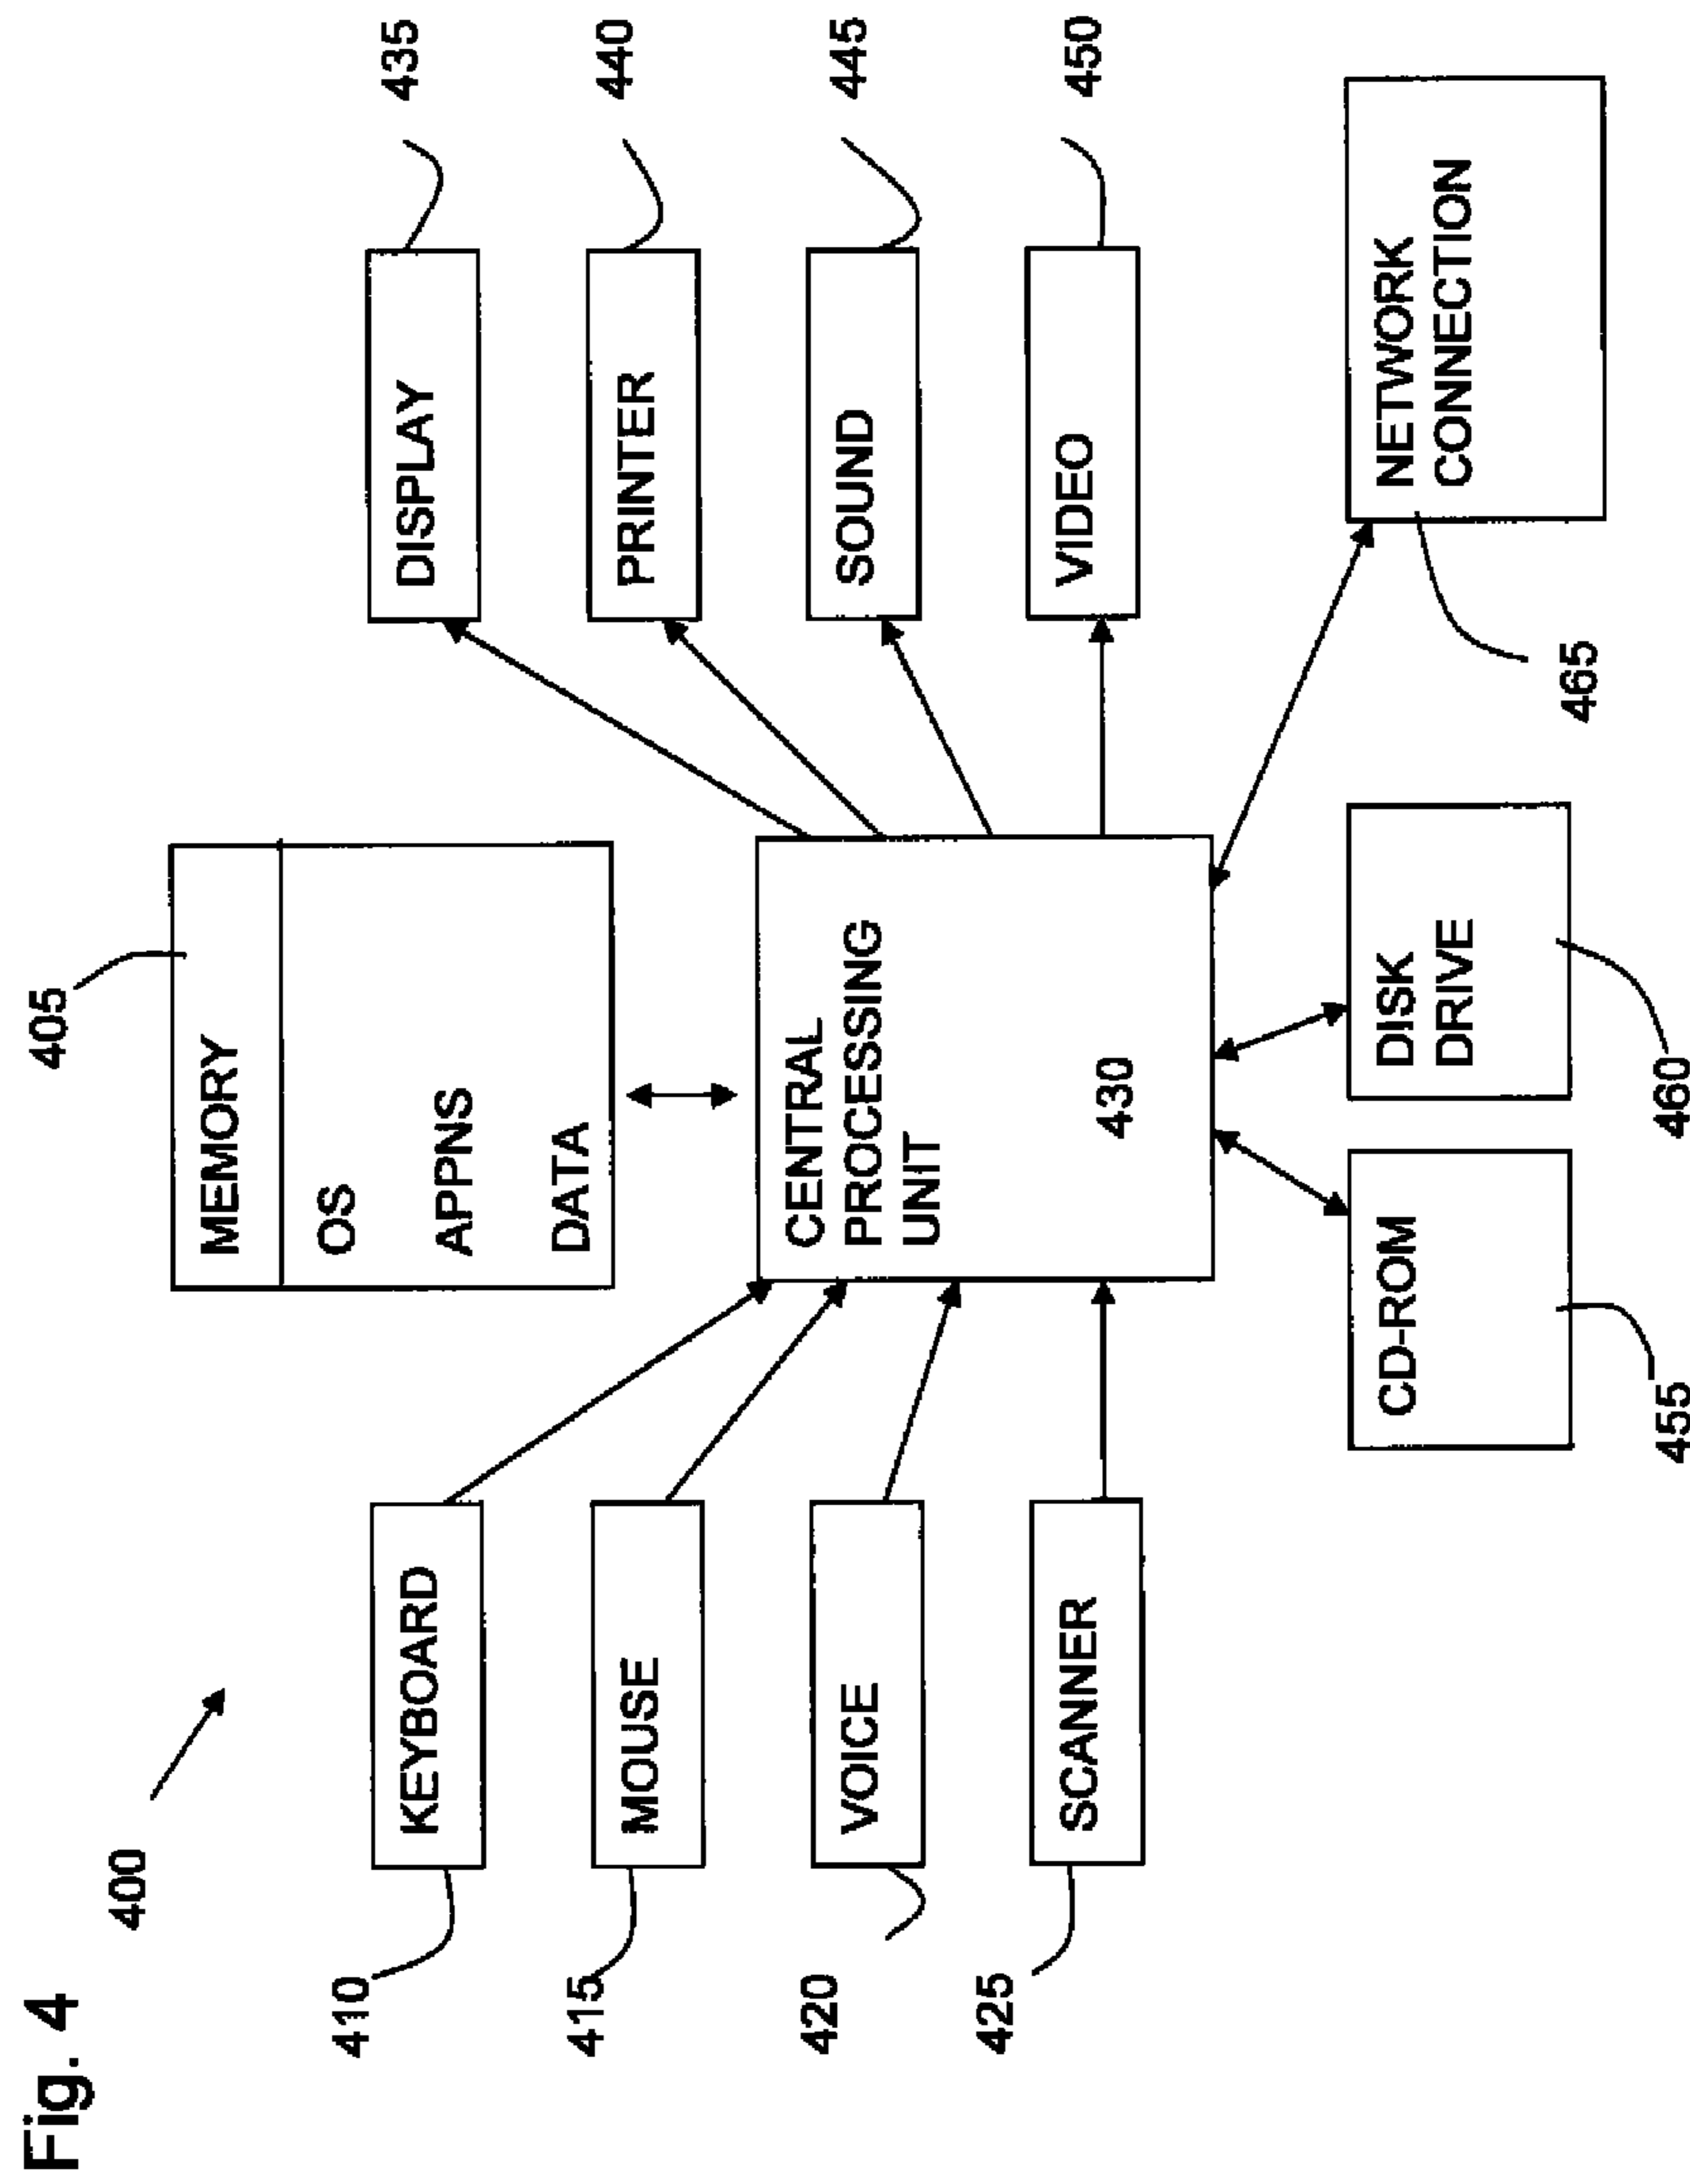 Fig. 4
400
405
MEMORY
OS
APPNS
DATA
410
KEYBOARD
DISPLAY
435
415
MOUSE
PRINTER
440
CENTRAL
PROCESSING
UNIT
430
420
VOICE
SOUND
445
425
SCANNER
VIDEO
450
CD-ROM
455
DISK
DRIVE
460
NETWORK
CONNECTION
465